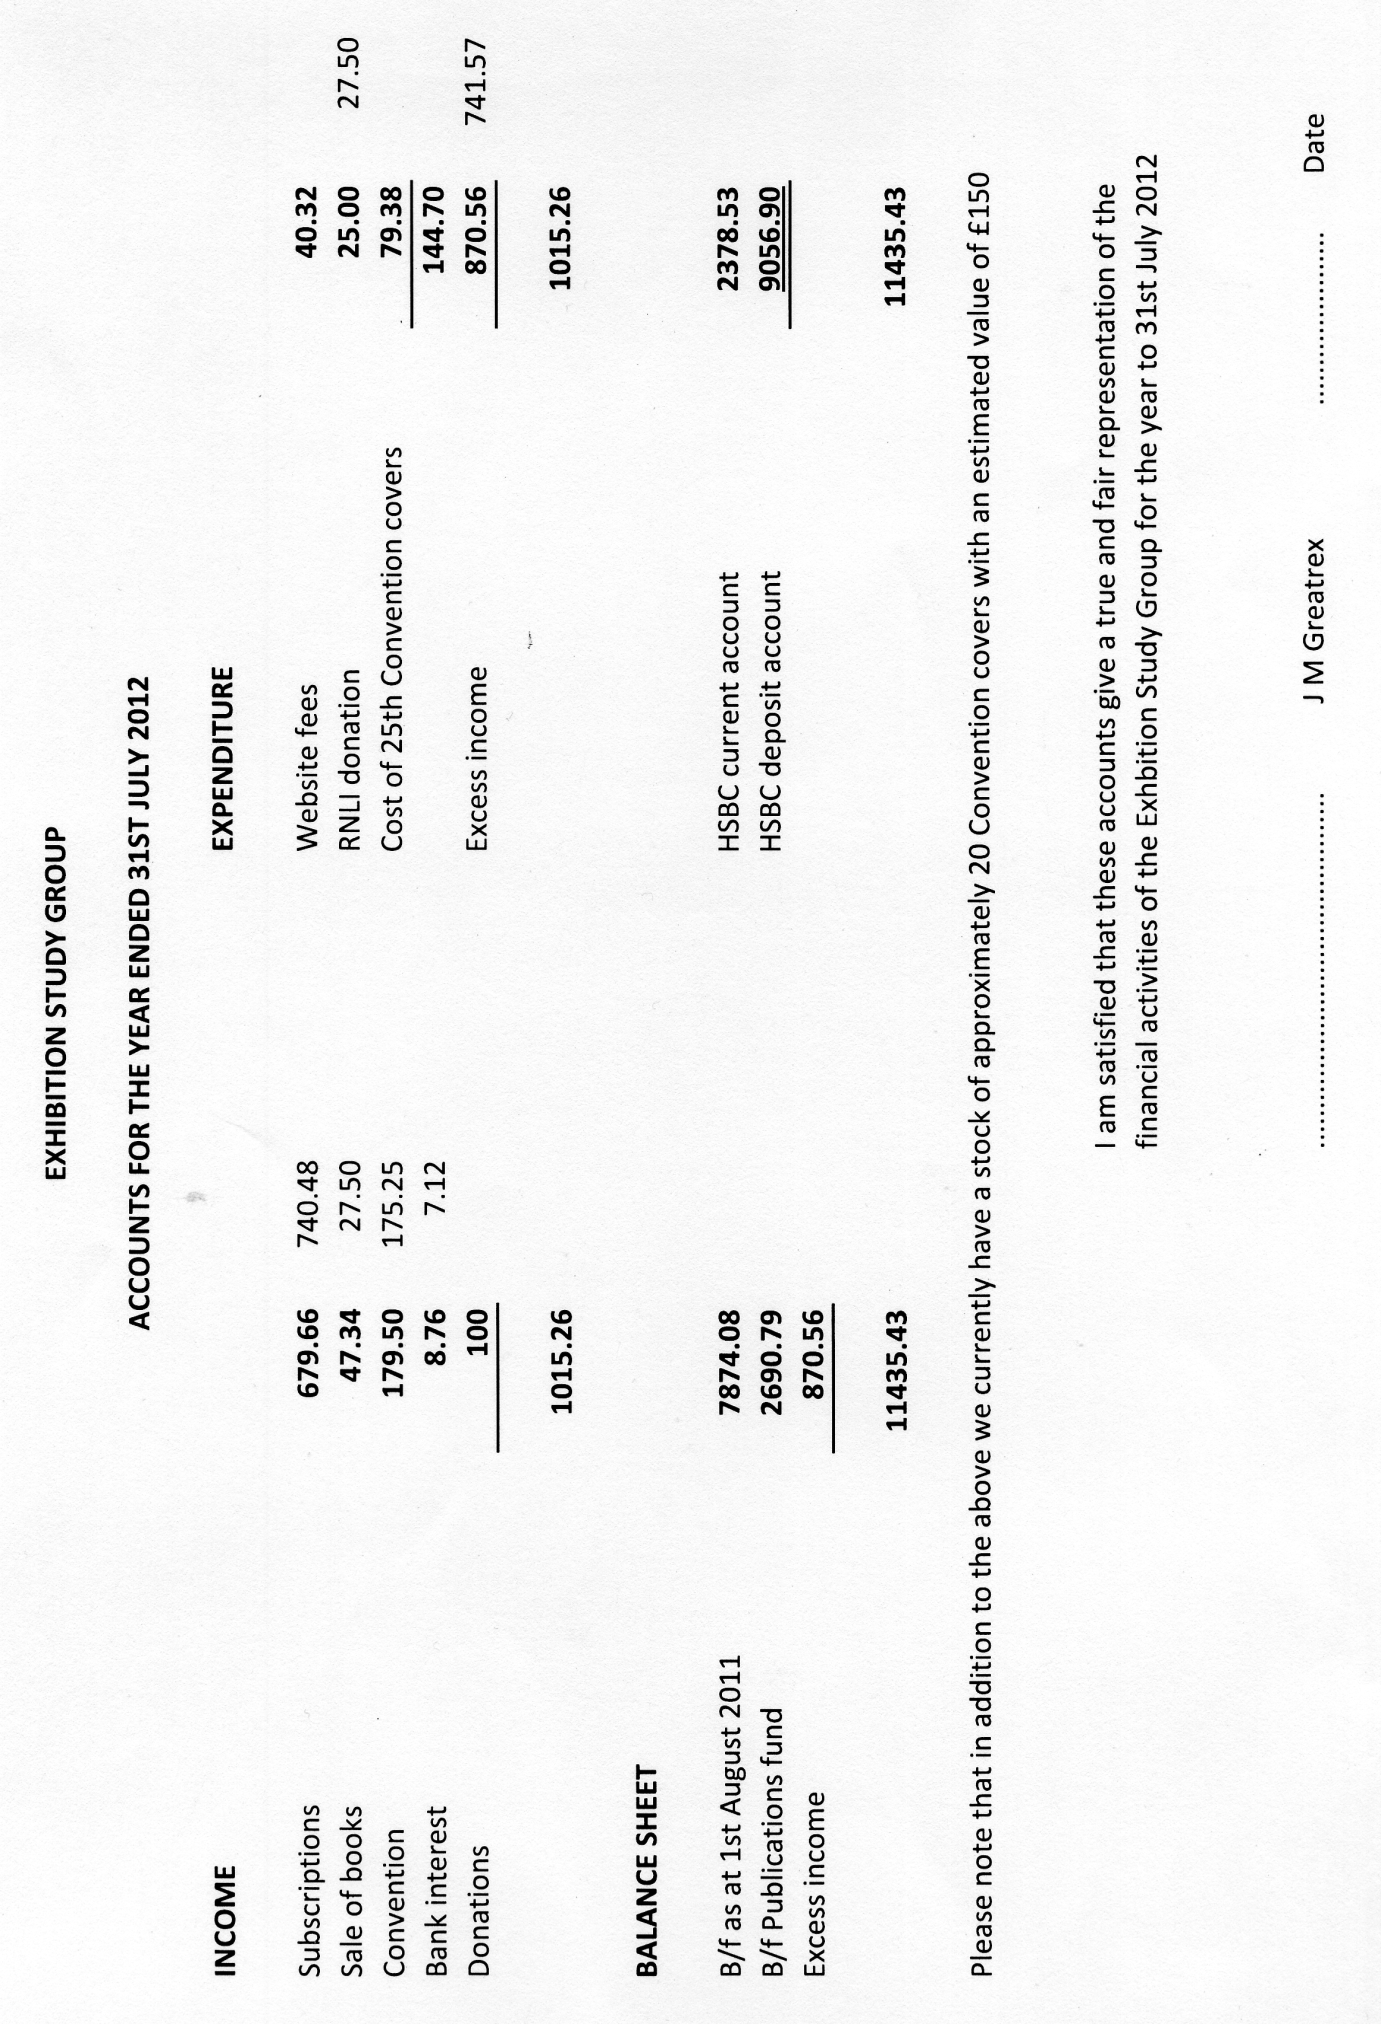 EXHIBITION STUDY GROUP
ACCOUNTS FOR THE YEAR ENDED 31ST JULY 2012
INCOME EXPENDITURE
Subscriptions 679.66 740.48 Website fees 40.32
Sale of books 47.34 27.50 RNLI donation 25.00 27.50
Convention 179.50 175.25 Cost of 25th Convention covers 79.38
Bank interest 8.76 7.12 144.70
Donations 100 Excess income 870.56 741.57
1015.26 1015.26
BALANCE SHEET
B/f as at 1st August 2011 7874.08 HSBC current account 2378.53
B/f Publications fund 2690.79 HSBC deposit account 9056.90
Excess income 870.56
11435.43 11435.43
Please note that in addition to the above we currently have a stock of approximately 20 Convention covers with an estimated value of £150
I am satisfied that these accounts give a true and fair representation of the
financial activities of the Exhbition Study Group for the year to 31st July 2012
........................................ J M Greatrex .................... Date